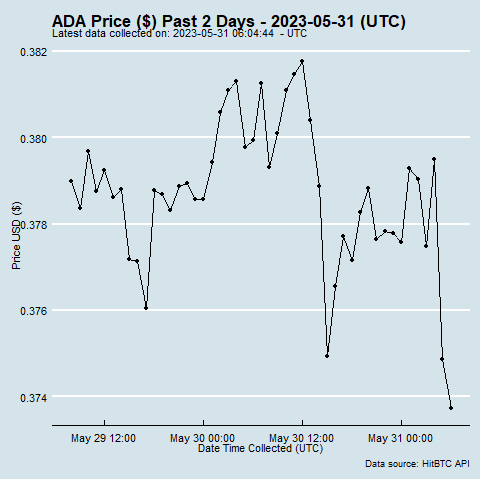 ADA Price ($) Past 2 Days - 2023-05-31 (UTC)
Latest data collected on: 2023-05-31 06:04:44  - UTC
0.382
0.380
0.378
0.376
0.374
Price USD ($)
May 29 12:00 May 30 00:00 May 30 12:00 May 31 00:00
Date Time Collected (UTC)
Data source: HitBTC API